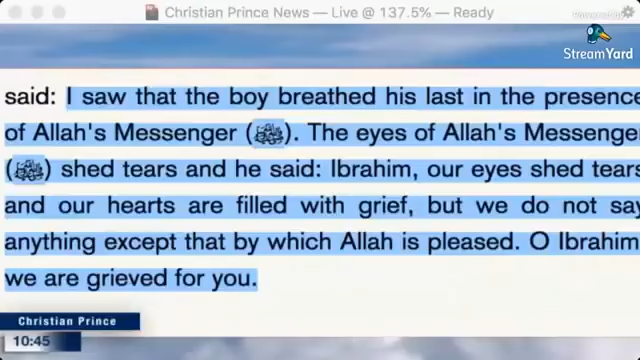 Christian Prince News — Live @ 137.5% — Ready
StreamYard
said: I saw that the boy breathed his last in the presence
of Allah's Messenger (ﷺ). The eyes of Allah's Messenge
(ﷺ) shed tears and he said: Ibrahim, our eyes shed tears
and our hearts are filled with grief, but we do not say
anything except that by which Allah is pleased. O Ibrahim
we are grieved for you.
Christian Prince
10:45